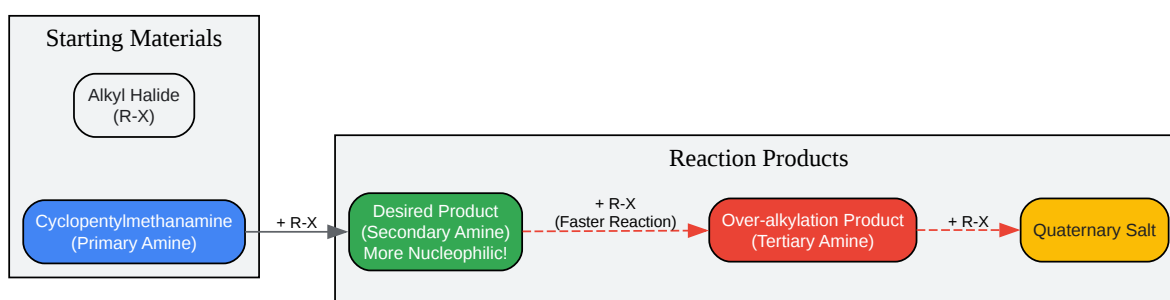 Starting Materials
Alkyl Halide
(R-X)
Cyclopentylmethanamine
(Primary Amine)
+ R-X
Reaction Products
Desired Product
(Secondary Amine)
More Nucleophilic!
+ R-X
(Faster Reaction)
Over-alkylation Product
(Tertiary Amine)
+ R-X
Quaternary Salt